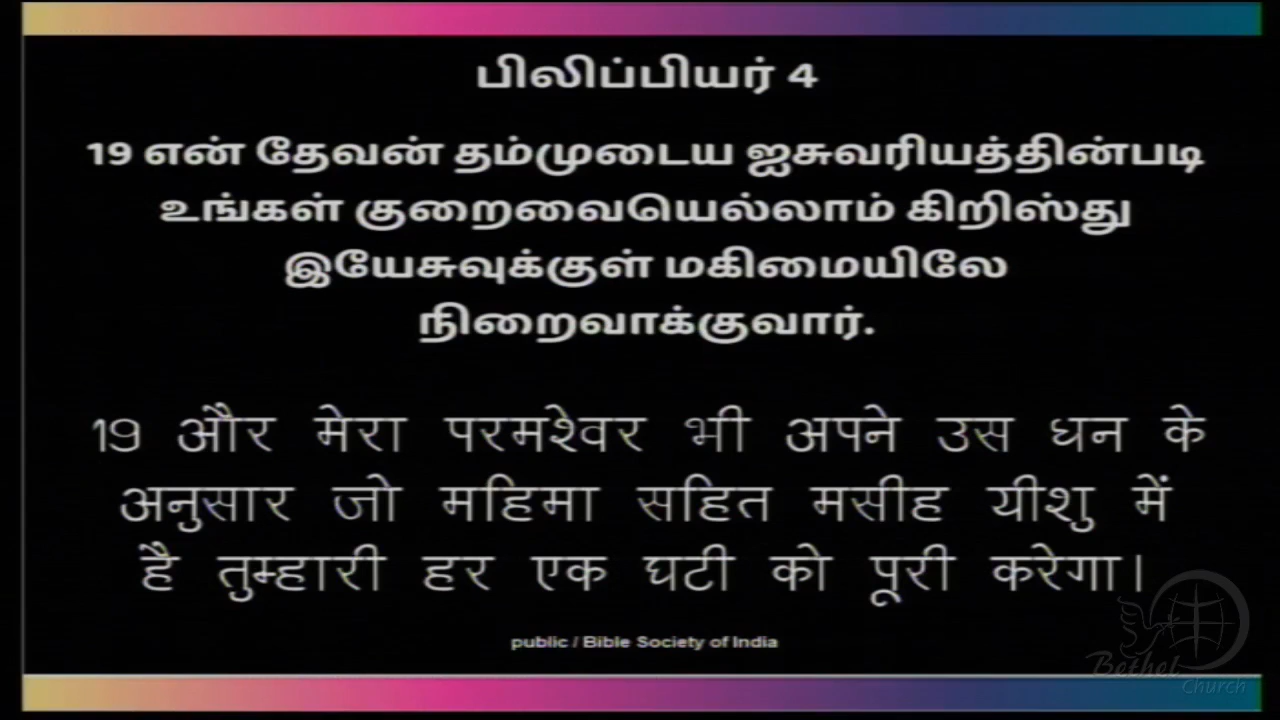 பிலிப்பியர் 4
19 என் தேவன் தம்முடைய ஐசுவரியத்தின்படி
உங்கள் குறைவையெல்லாம் கிறிஸ்து
இயேசுவுக்குள் மகிமையிலே
நிறைவாக்குவார்.
19 और मेरा परमश्ेवर भी अपने उस धन के
अनुसार जो महिमा सहित मसीह यीशु में
है तुम्हारी हर एक घटी को पूरी करेगा।
public / Bible Society of India
Bethel
Church